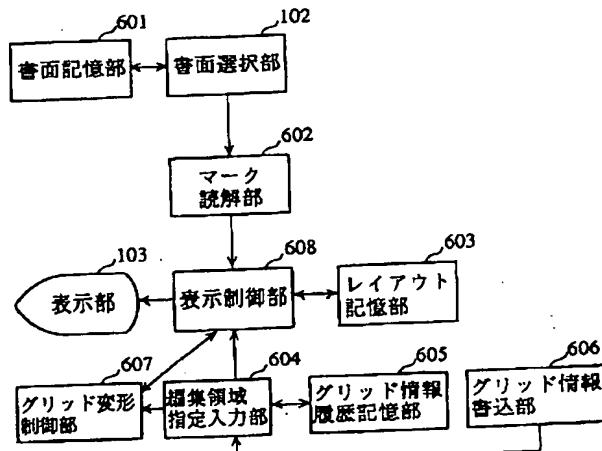 601
102
書面記憶部
書面選択部
602
マーク
読解部
608
603
103
表示部
表示制御部
レイアウト
記憶部
607
604
605
606
グリッド変形
制御部
編集領域
指定入力部
グリッド情報
履歴記憶部
グリッド情報
書込部